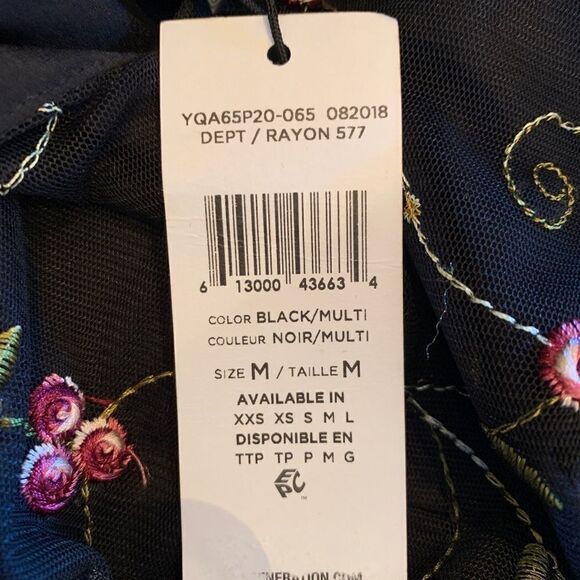 YQA65P20-065 082018
DEPT / RAYON 577
6 13000 43663 4
COLOR BLACK/MULTI
COULEUR NOIR/MULTI
SIZE M / TAILLE M
AVAILABLE IN
XXS XS S M L
DISPONIBLE EN
TTP TP P M G
EPC